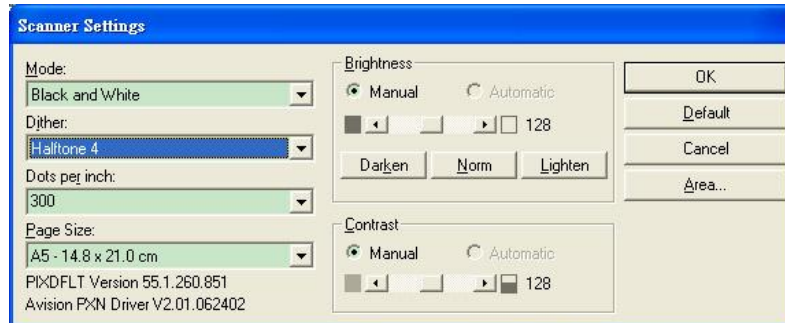 Scanner Settings
Mode:
Black and White
Dither:
Halftone 4
Dots per inch:
300
Page Size:
A5 - 14.8 x 21.0 cm
PIXDFLT Version 55.1.260.851
Avision PXN Driver V2.01.062402
Brightness
Manual Automatic
128
Darken Norm Lighten
Contrast
Manual Automatic
128
OK
Default
Cancel
Area...